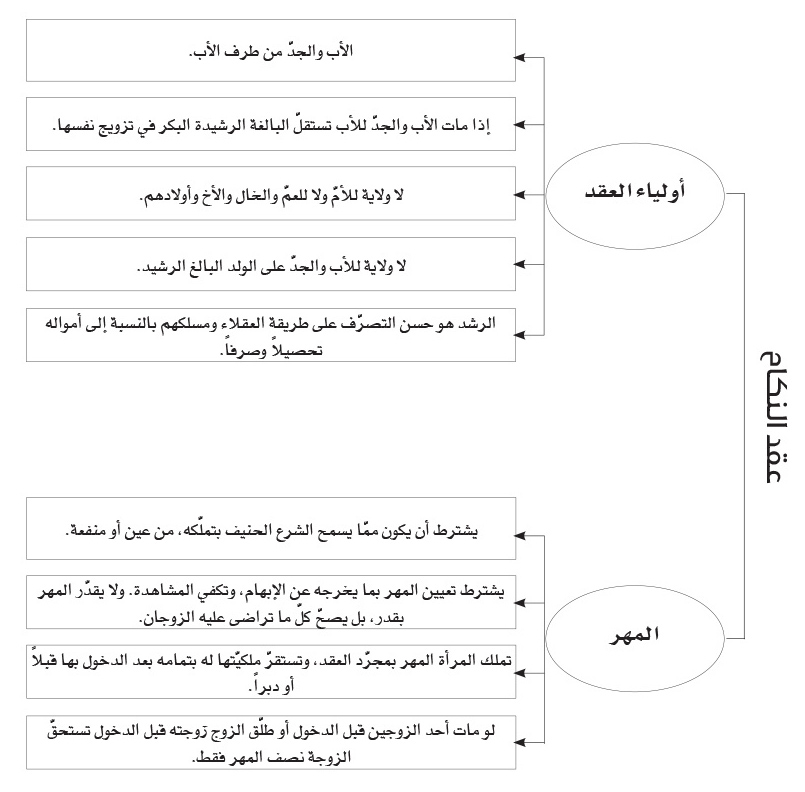 عقد النكاح
أولياء العقد
الأب والجدّ من طرف الأب.
إذا مات الأب والجدّ للأب تستقلّ البالغة الرشيدة البكر في تزويج نفسها.
لا ولاية للأمّ ولا للعمّ والخال والأخ وأولادهم.
لا ولاية للأب والجدّ على الولد البالغ الرشيد.
الرشد هو حسن التصرّف على طريقة العقلاء ومسلكهم بالنسبة إلى أمواله
تحصيلاً وصرفاً.
المهر
يشترط أن يكون ممّا يسمح الشرع الحنيف بتملّكه، من عين أو منفعة.
يشترط تعيين المهر بما يخرجه عن الإبهام، وتكفي المشاهدة. ولا يقدّر المهر
بقدر، بل يصحّ كلّ ما تراضى عليه الزوجان.
تملك المرأة المهر بمجرّد العقد، وتستقرّ ملكيّتها له بتمامه بعد الدخول بها قبلاً
أو دبراً.
لو مات أحد الزوجين قبل الدخول أو طلّق الزوج زوجته قبل الدخول تستحقّ
الزوجة نصف المهر فقط.